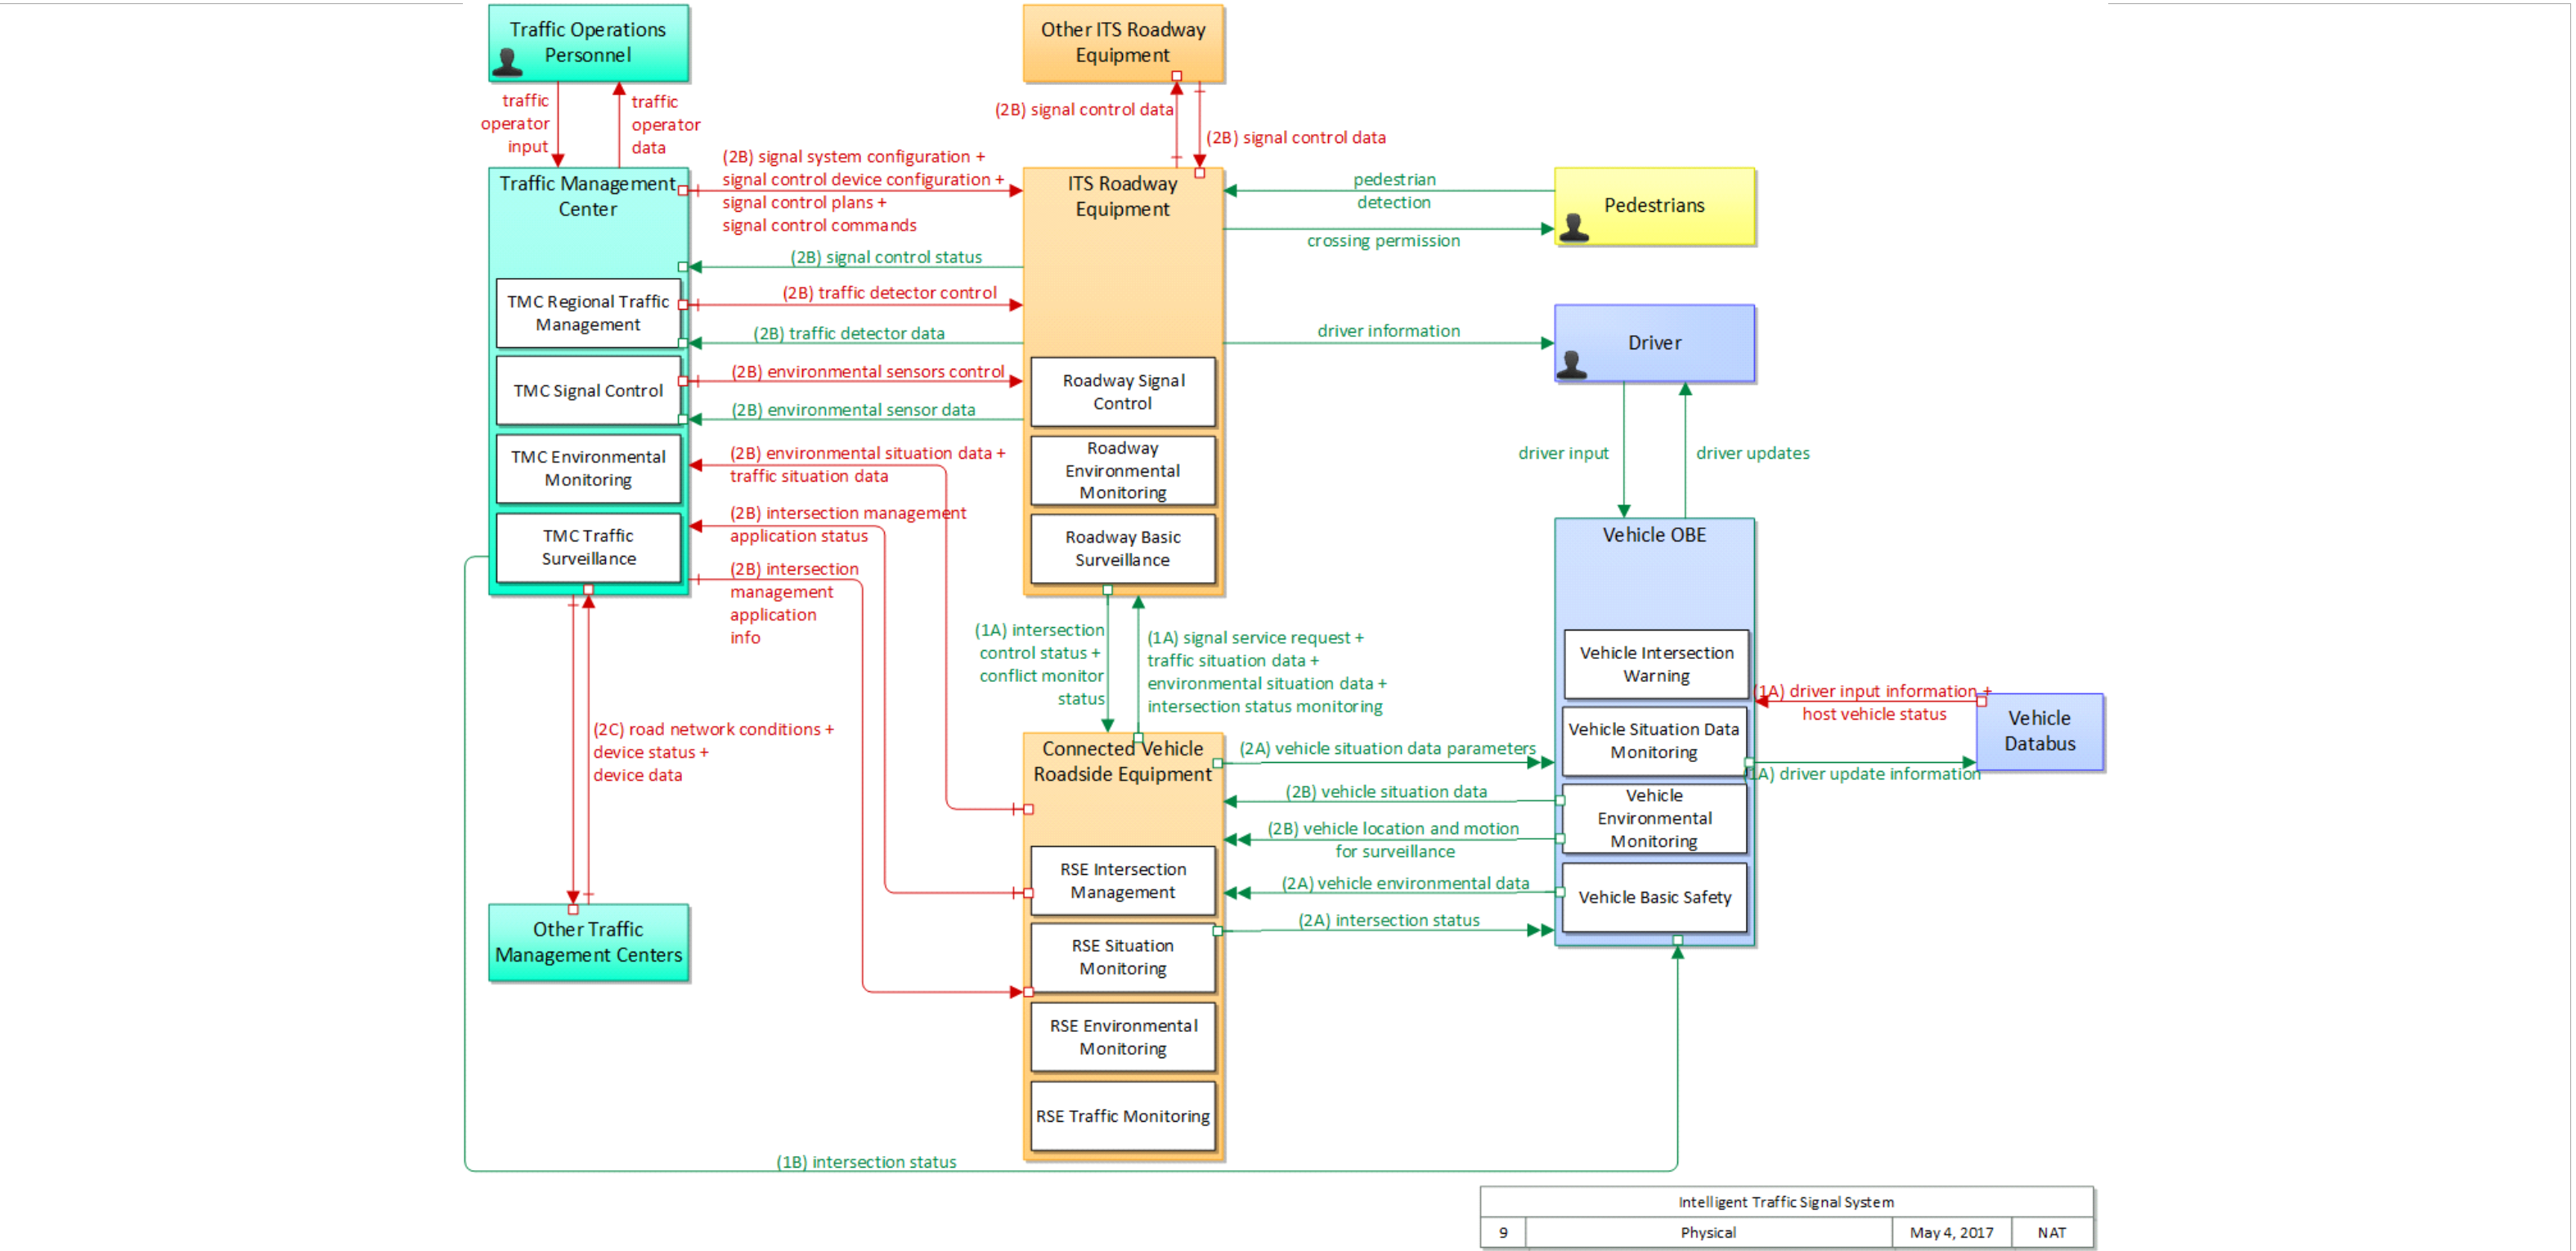 Traffic Operations
Personnel
Other ITS Roadway
Equipment
traffic
operator
input
traffic
operator
data
(2B) signal control data
(2B) signal control data
Traffic Management
Center
(2B) signal system configuration +
signal control device configuration +
signal control plans +
signal control commands
ITS Roadway
Equipment
pedestrian
detection
crossing permission
Pedestrians
(2B) signal control status
TMC Regional Traffic
Management
(2B) traffic detector control
(2B) traffic detector data
driver information
Driver
TMC Signal Control
(2B) environmental sensors control
(2B) environmental sensor data
Roadway Signal
Control
TMC Environmental
Monitoring
(2B) environmental situation data +
traffic situation data
Roadway
Environmental
Monitoring
driver input
driver updates
TMC Traffic
Surveillance
(2B) intersection management
application status
(2B) intersection
management
application
info
Roadway Basic
Surveillance
Vehicle OBE
(1A) intersection
control status +
conflict monitor
status
(1A) signal service request +
traffic situation data +
environmental situation data +
intersection status monitoring
Vehicle Intersection
Warning
(1A) driver input information +
host vehicle status
Vehicle
Databus
(2C) road network conditions +
device status +
device data
Connected Vehicle
Roadside Equipment
(2A) vehicle situation data parameters
Vehicle Situation Data
Monitoring
(1A) driver update information
(2B) vehicle situation data
Vehicle
Environmental
Monitoring
(2B) vehicle location and motion
for surveillance
RSE Intersection
Management
(2A) vehicle environmental data
Vehicle Basic Safety
(2A) intersection status
Other Traffic
Management Centers
RSE Situation
Monitoring
RSE Environmental
Monitoring
RSE Traffic Monitoring
(1B) intersection status
Intelligent Traffic Signal System
9 Physical May 4, 2017 NAT